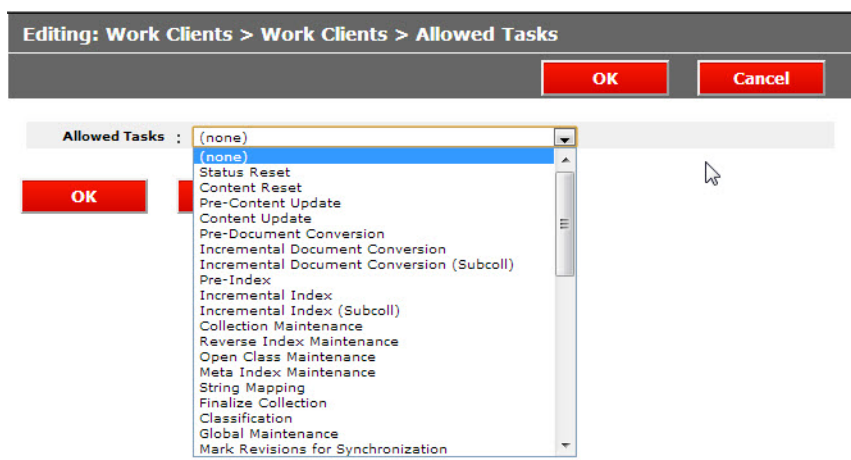 Editing: Work Clients > Work Clients > Allowed Tasks
OK Cancel
Allowed Tasks : (none)
(none)
Status Reset
Content Reset
Pre-Content Update
Content Update
Pre-Document Conversion
Incremental Document Conversion
Incremental Document Conversion (Subcoll)
Pre-Index
Incremental Index
Incremental Index (Subcoll)
Collection Maintenance
Reverse Index Maintenance
Open Class Maintenance
Meta Index Maintenance
String Mapping
Finalize Collection
Classification
Global Maintenance
Mark Revisions for Synchronization
OK